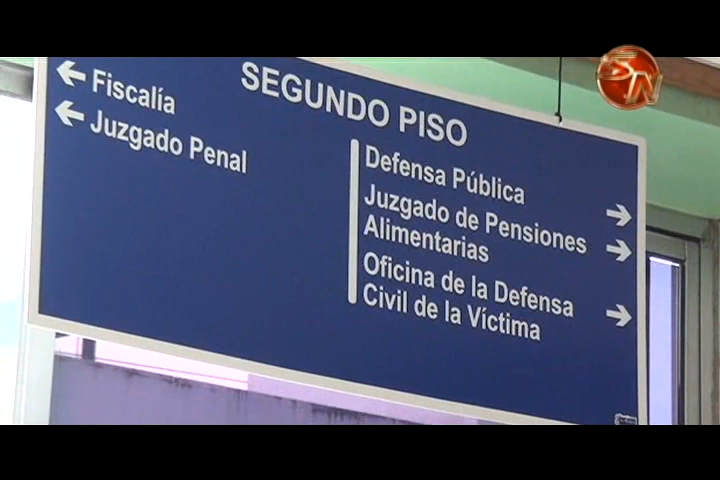 SEGUNDO PISO
Fiscalía
Juzgado Penal
Defensa Pública
Juzgado de Pensiones
Alimentarias
Oficina de la Defensa
Civil de la Víctima
SN